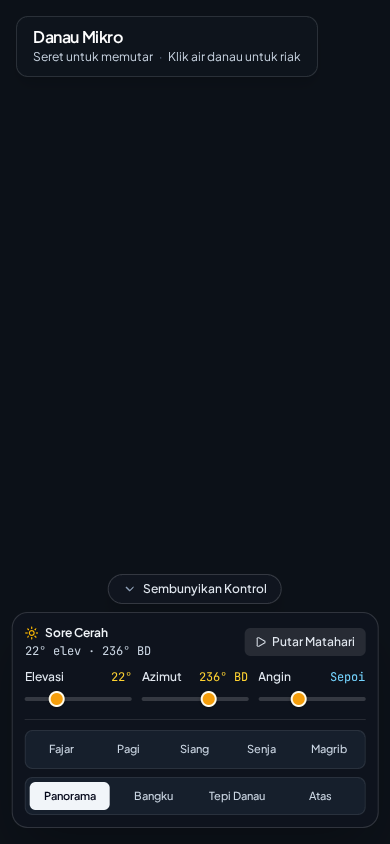 Danau Mikro
Seret untuk memutar · Klik air danau untuk riak
Sembunyikan Kontrol
Sore Cerah
22° elev · 236° BD
Putar Matahari
Elevasi 22° Azimut 236° BD Angin Sepoi
Fajar Pagi Siang Senja Magrib
Panorama Bangku Tepi Danau Atas